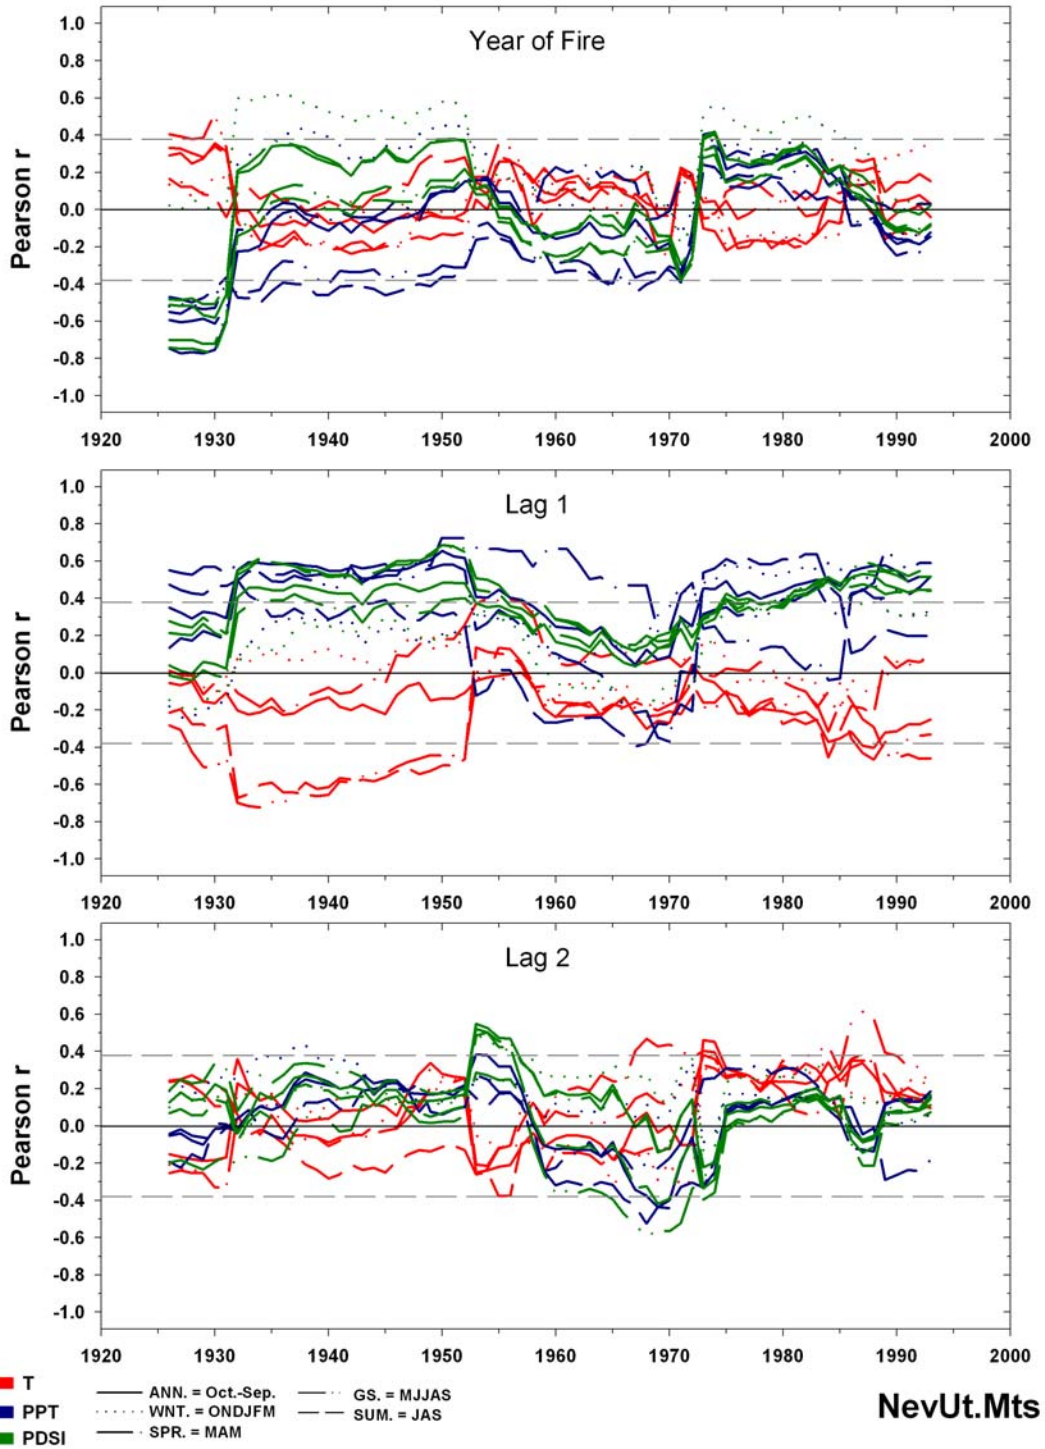 Year of Fire
Pearson r
1.0
0.8
0.6
0.4
0.2
0.0
-0.2
-0.4
-0.6
-0.8
-1.0
1920 1930 1940 1950 1960 1970 1980 1990 2000
Lag 1
Pearson r
1.0
0.8
0.6
0.4
0.2
0.0
-0.2
-0.4
-0.6
-0.8
-1.0
1920 1930 1940 1950 1960 1970 1980 1990 2000
Lag 2
Pearson r
1.0
0.8
0.6
0.4
0.2
0.0
-0.2
-0.4
-0.6
-0.8
-1.0
1920 1930 1940 1950 1960 1970 1980 1990 2000
T
PPT
PDSI
ANN. = Oct.-Sep.
WNT. = ONDJFM
SPR. = MAM
GS. = MJJAS
SUM. = JAS
NevUt.Mts